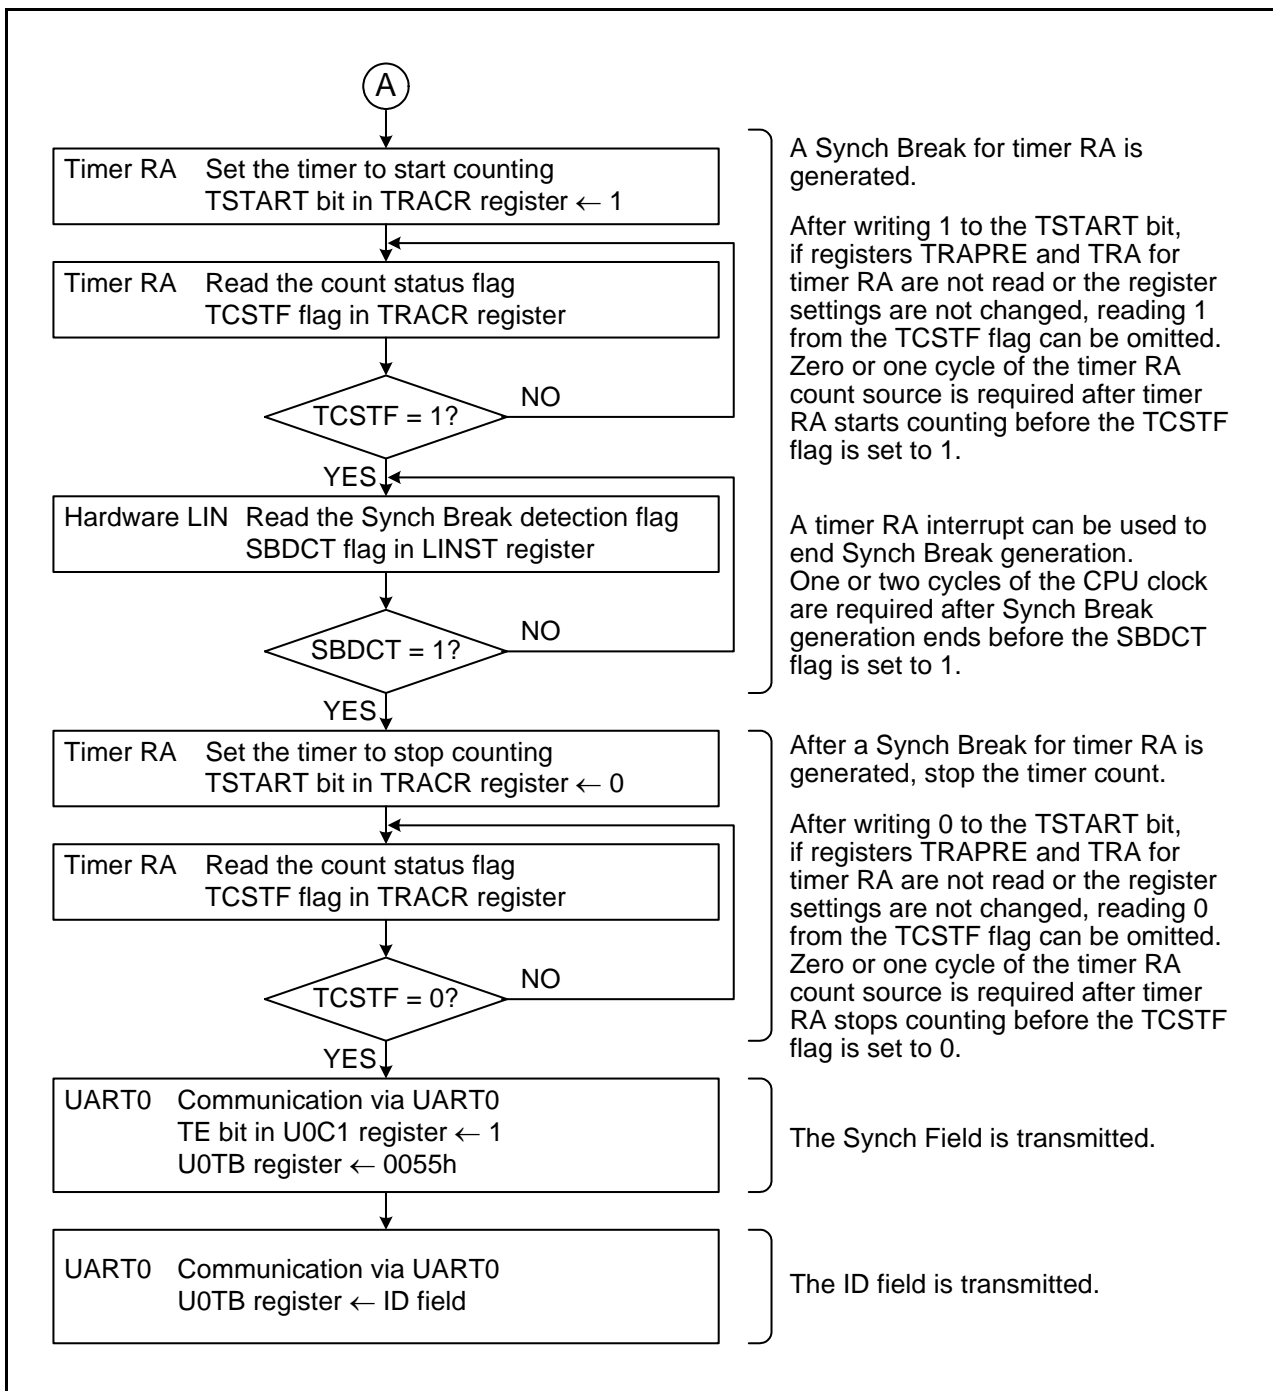 A
Timer RA Set the timer to start counting
TSTART bit in TRACR register ← 1
A Synch Break for timer RA is
generated.
After writing 1 to the TSTART bit,
if registers TRAPRE and TRA for
timer RA are not read or the register
settings are not changed, reading 1
from the TCSTF flag can be omitted.
Zero or one cycle of the timer RA
count source is required after timer
RA starts counting before the TCSTF
flag is set to 1.
Timer RA Read the count status flag
TCSTF flag in TRACR register
TCSTF = 1?
NO
YES
Hardware LIN Read the Synch Break detection flag
SBDCT flag in LINST register
A timer RA interrupt can be used to
end Synch Break generation.
One or two cycles of the CPU clock
are required after Synch Break
generation ends before the SBDCT
flag is set to 1.
SBDCT = 1?
NO
YES
Timer RA Set the timer to stop counting
TSTART bit in TRACR register ← 0
After a Synch Break for timer RA is
generated, stop the timer count.
After writing 0 to the TSTART bit,
if registers TRAPRE and TRA for
timer RA are not read or the register
settings are not changed, reading 0
from the TCSTF flag can be omitted.
Zero or one cycle of the timer RA
count source is required after timer
RA stops counting before the TCSTF
flag is set to 0.
Timer RA Read the count status flag
TCSTF flag in TRACR register
TCSTF = 0?
NO
YES
UART0 Communication via UART0
TE bit in U0C1 register ← 1
U0TB register ← 0055h
The Synch Field is transmitted.
UART0 Communication via UART0
U0TB register ← ID field
The ID field is transmitted.